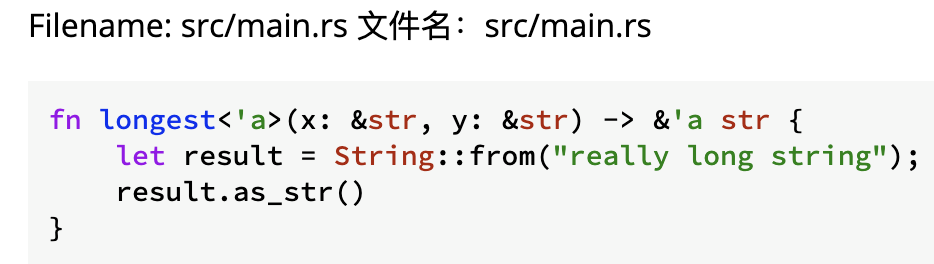 Filename: src/main.rs 文件名：src/main.rs
fn longest<'a>(x: &str, y: &str) -> &'a str {
    let result = String::from("really long string");
    result.as_str()
}